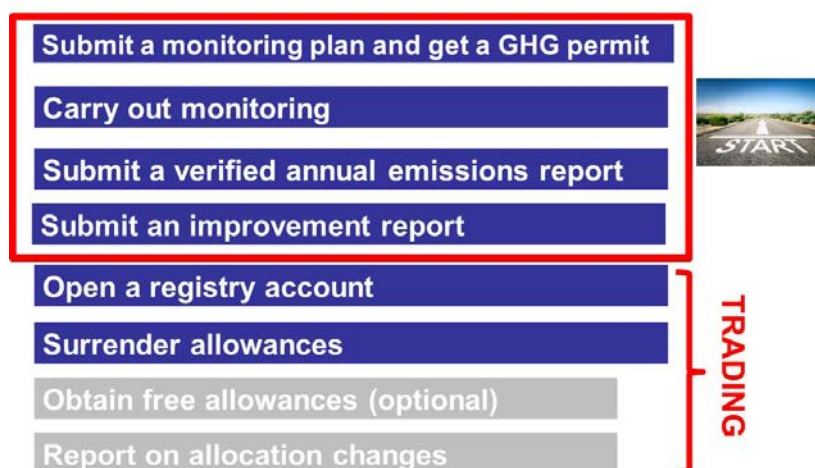 Submit a monitoring plan and get a GHG permit
Carry out monitoring
START
Submit a verified annual emissions report
Submit an improvement report
Open a registry account
Surrender allowances
Obtain free allowances (optional)
Report on allocation changes
TRADING